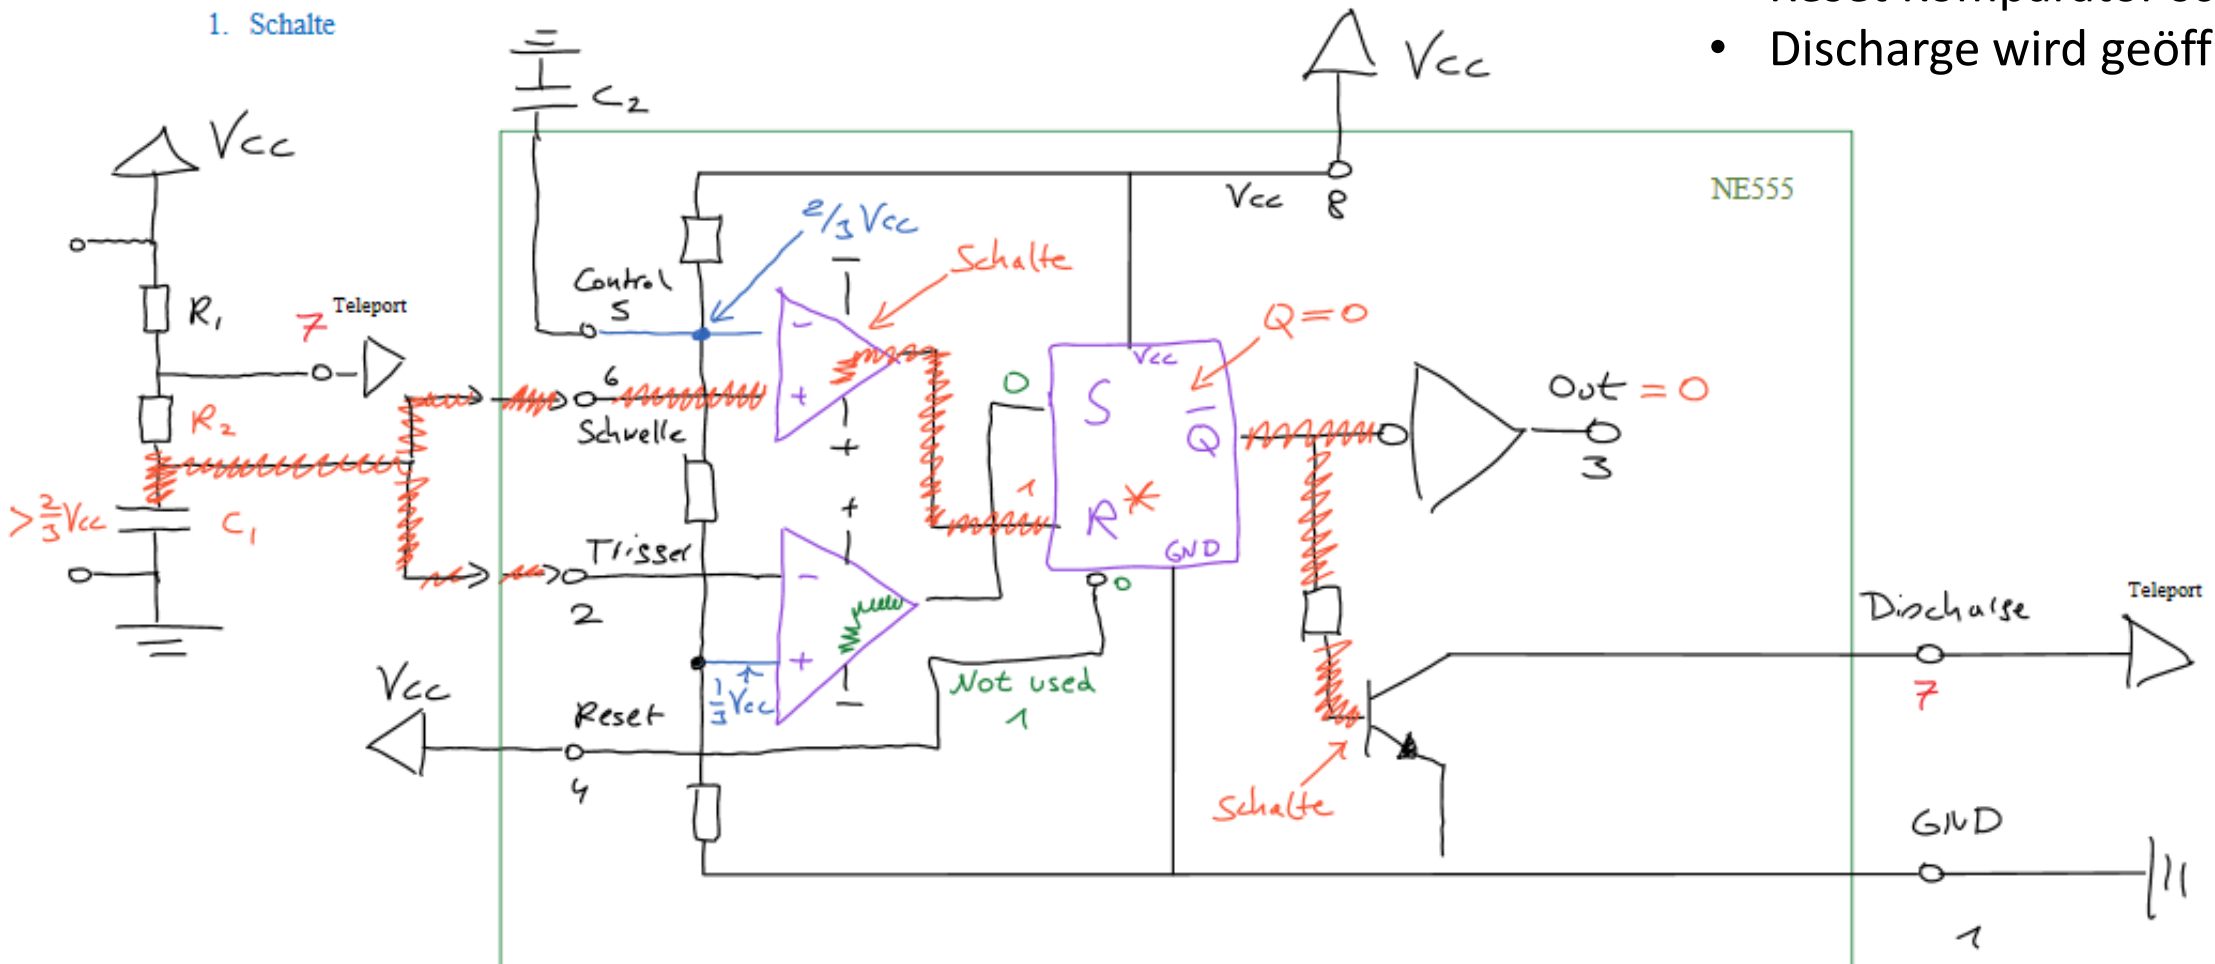 1. Schalte
• Discharge wird geöff
C₂
Vcc
Vcc
NE555
Vcc
8
2/3 Vcc
Schalte
Control
5
R₁
7
Teleport
Q=0
6
Schwelle
R₂
>2/3 Vcc
C₁
- +
0
S
Vcc
Q̅
R*
1
GND
0
Out = 0
3
Trigger
2
+ -
- +
1/3 Vcc
Not used
1
Vcc
Reset
4
Schalte
Discharge
7
Teleport
GND
1